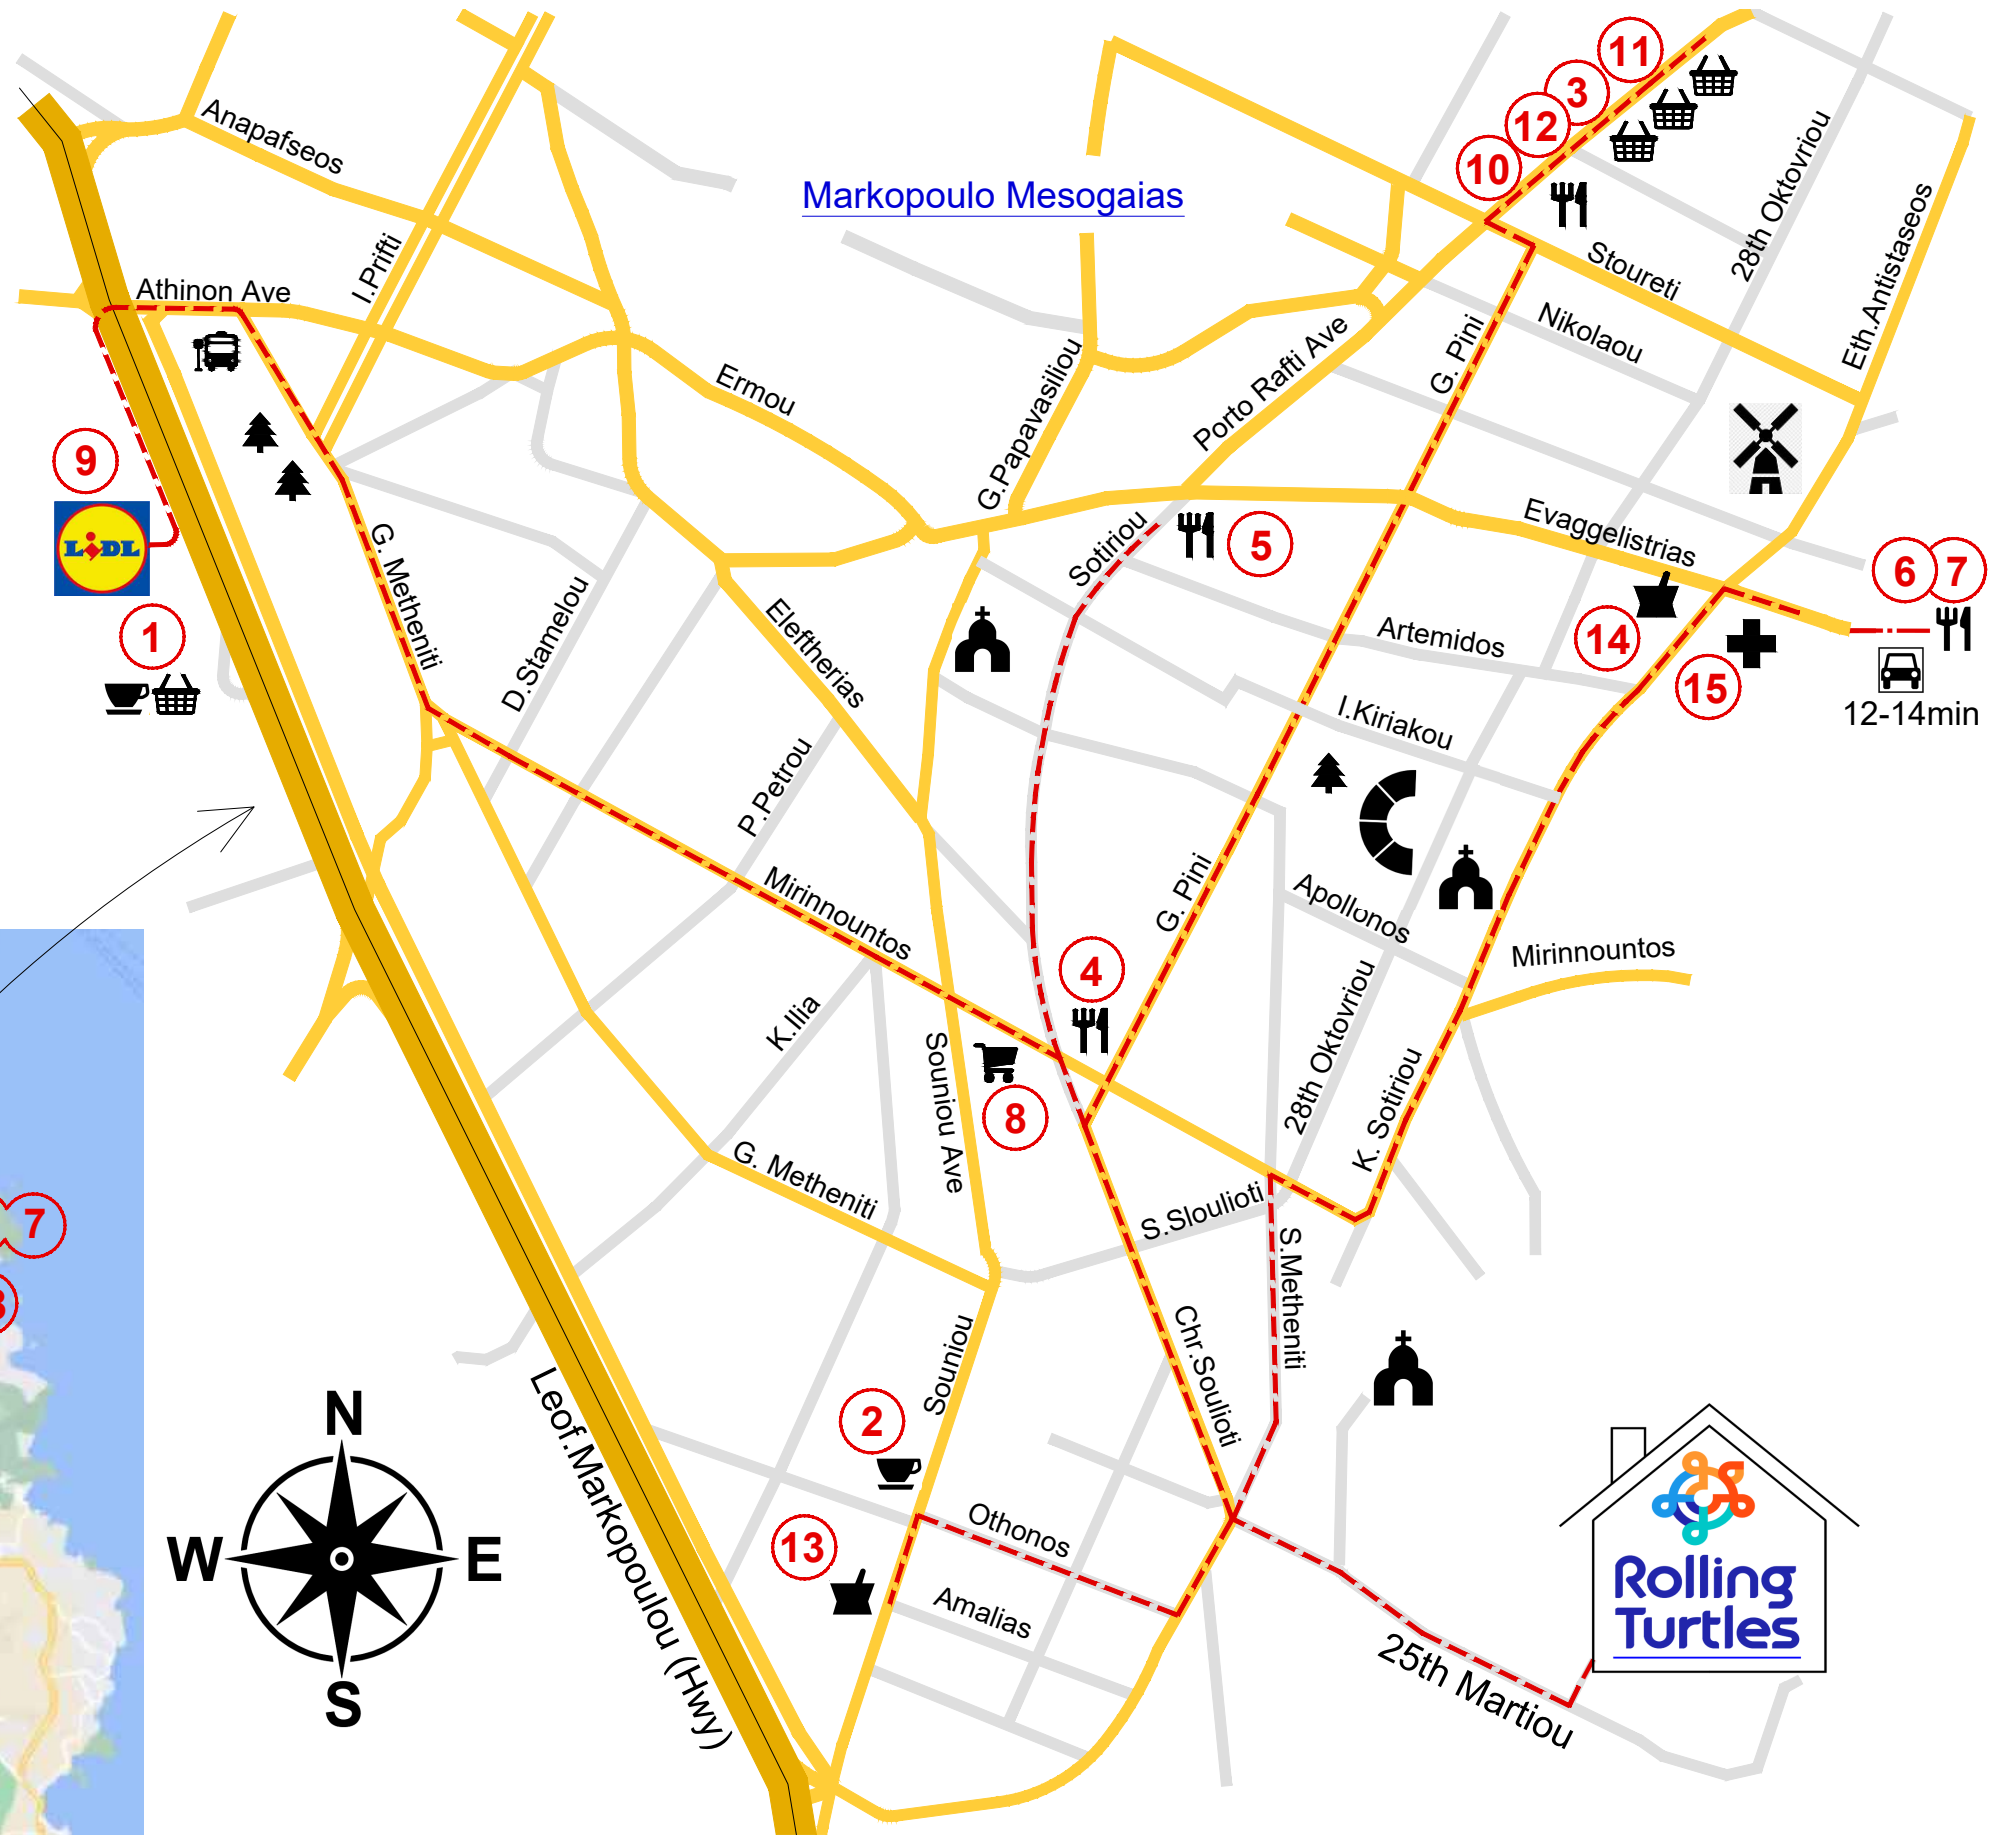 11
3
12
10
Anapafseos
Markopoulo Mesogaias
28th Oktovriou
Eth.Antistaseos
Stoureti
I.Prifti
Athinon Ave
Nikolaou
G. Pini
Porto Rafti Ave
Ermou
G.Papavasiliou
9
LIDL
Sotiriou
5
Evaggelistrias
6
7
G. Metheniti
D.Stamelou
Eleftherias
Artemidos
14
15
12-14min
1
I.Kiriakou
P.Petrou
Mirinnountos
G. Pini
Apollonos
Mirinnountos
4
K.Ilia
28th Oktovriou
K. Sotiriou
Souniou Ave
8
G. Metheniti
S.Sloulioti
S.Metheniti
7
Chr.Soulioti
Souniou
2
Leof.Markopoulou (Hwy)
N
W
E
S
13
Othonos
Amalias
25th Martiou
Rolling
Turtles